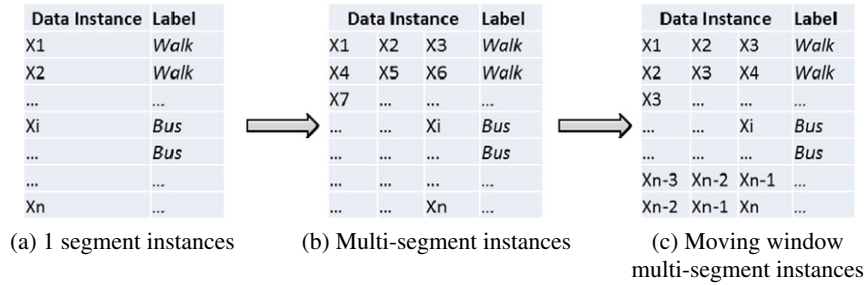 Data Instance Label
X1 Walk
X2 Walk
... ...
Xi Bus
... Bus
... ...
Xn ...
(a) 1 segment instances
Data Instance Label
X1 X2 X3 Walk
X4 X5 X6 Walk
X7 ... ... ...
... ... Xi Bus
... ... ... Bus
... ... ... ...
... ... Xn ...
(b) Multi-segment instances
Data Instance Label
X1 X2 X3 Walk
X2 X3 X4 Walk
X3 ... ... ...
... ... Xi Bus
... ... ... Bus
Xn-3 Xn-2 Xn-1 ...
Xn-2 Xn-1 Xn ...
(c) Moving window
multi-segment instances